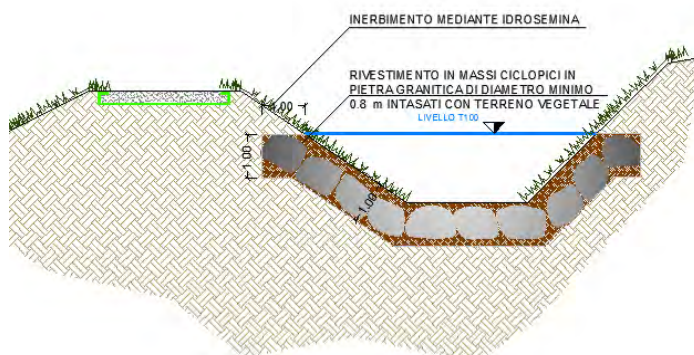 INERBIMENTO MEDIANTE IDROSEMINA
RIVESTIMENTO IN MASSI CICLOPICI IN
PIETRA GRANITICA DI DIAMETRO MINIMO
0.8 m INTASATI CON TERRENO VEGETALE
LIVELLO T100
1.00
1.00
1.00